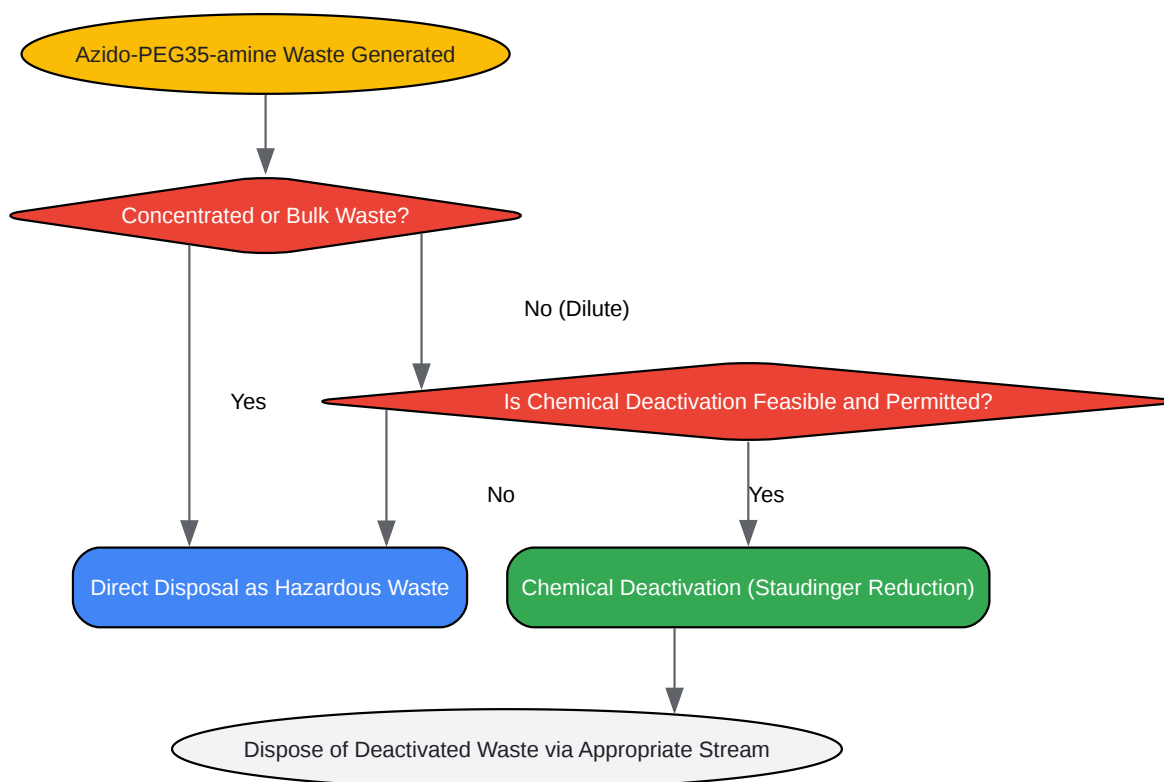 Azido-PEG35-amine Waste Generated
Concentrated or Bulk Waste?
No (Dilute)
Yes
Is Chemical Deactivation Feasible and Permitted?
No
Yes
Direct Disposal as Hazardous Waste
Chemical Deactivation (Staudinger Reduction)
Dispose of Deactivated Waste via Appropriate Stream